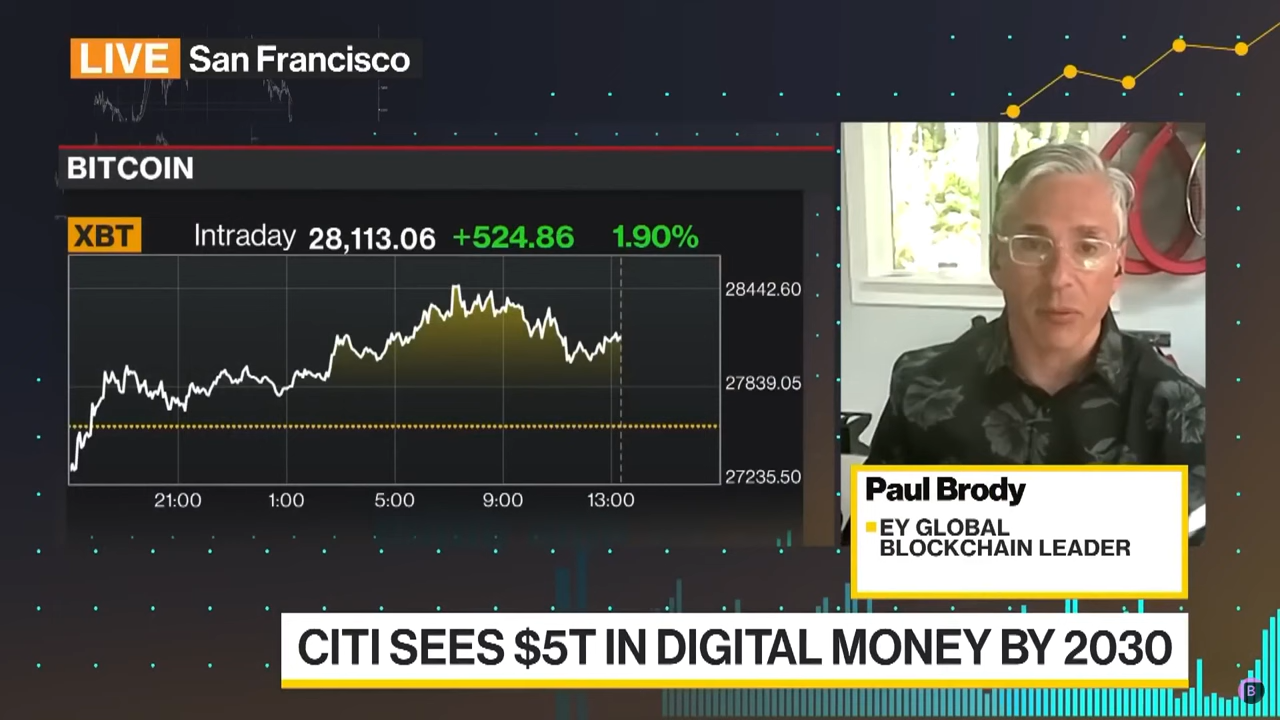 LIVE San Francisco
BITCOIN
XBT Intraday 28,113.06 +524.86 1.90%
28442.60
27839.05
27235.50
21:00 1:00 5:00 9:00 13:00
Paul Brody
EY GLOBAL
BLOCKCHAIN LEADER
CITI SEES $5T IN DIGITAL MONEY BY 2030
B